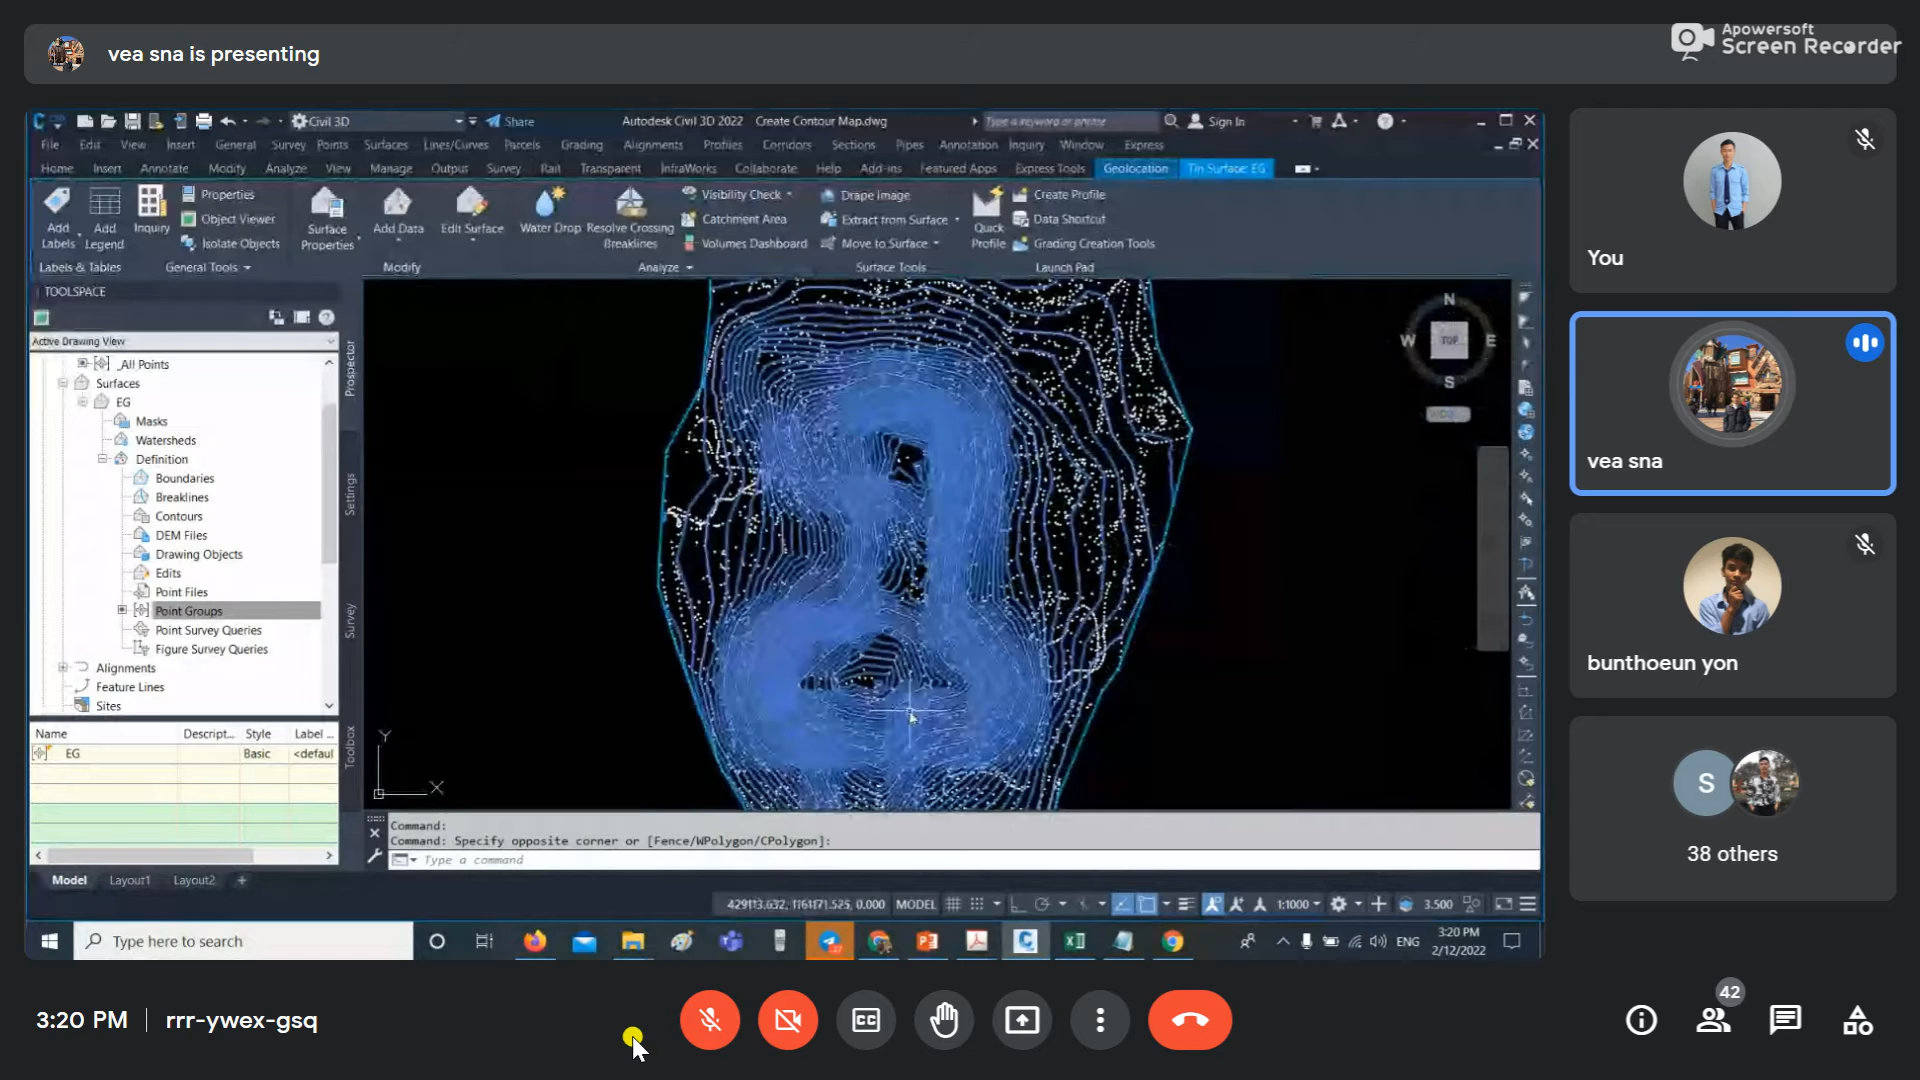 vea sna is presenting
Apowersoft
Screen Recorder
Civil 3D
Share
Autodesk Civil 3D 2022 Create Contour Map.dwg
Type a keyword or phrase
Sign In
File Edit View Insert General Survey Points Surfaces Lines/Curves Parcels Grading Alignments Profiles Corridors Sections Pipes Annotation Inquiry Window Express
Home Insert Annotate Modify Analyze View Manage Output Survey Rail Transparent InfraWorks Collaborate Help Add-ins Featured Apps Express Tools Geolocation Tin Surface: EG
Add Labels
Add Legend
Inquiry
Properties
Object Viewer
Isolate Objects
Surface Properties
Add Data
Edit Surface
Water Drop
Resolve Crossing Breaklines
Visibility Check
Catchment Area
Volumes Dashboard
Drape Image
Extract from Surface
Move to Surface
Quick Profile
Create Profile
Data Shortcut
Grading Creation Tools
Labels & Tables General Tools Modify Analyze Surface Tools Launch Pad
TOOLSPACE
Active Drawing View
_All Points
Surfaces
EG
Masks
Watersheds
Definition
Boundaries
Breaklines
Contours
DEM Files
Drawing Objects
Edits
Point Files
Point Groups
Point Survey Queries
Figure Survey Queries
Alignments
Feature Lines
Sites
Prospector
Settings
Survey
Toolbox
Name Descript... Style Label ...
EG Basic <defaul
N
W TOP E
S
Y
X
Command:
Command: Specify opposite corner or [Fence/WPolygon/CPolygon]:
Type a command
Model Layout1 Layout2 +
MODEL 1:1000 3.500
Type here to search
ENG
3:20 PM
2/12/2022
You
vea sna
bunthoeun yon
S
38 others
3:20 PM | rrr-ywex-gsq
CC
42